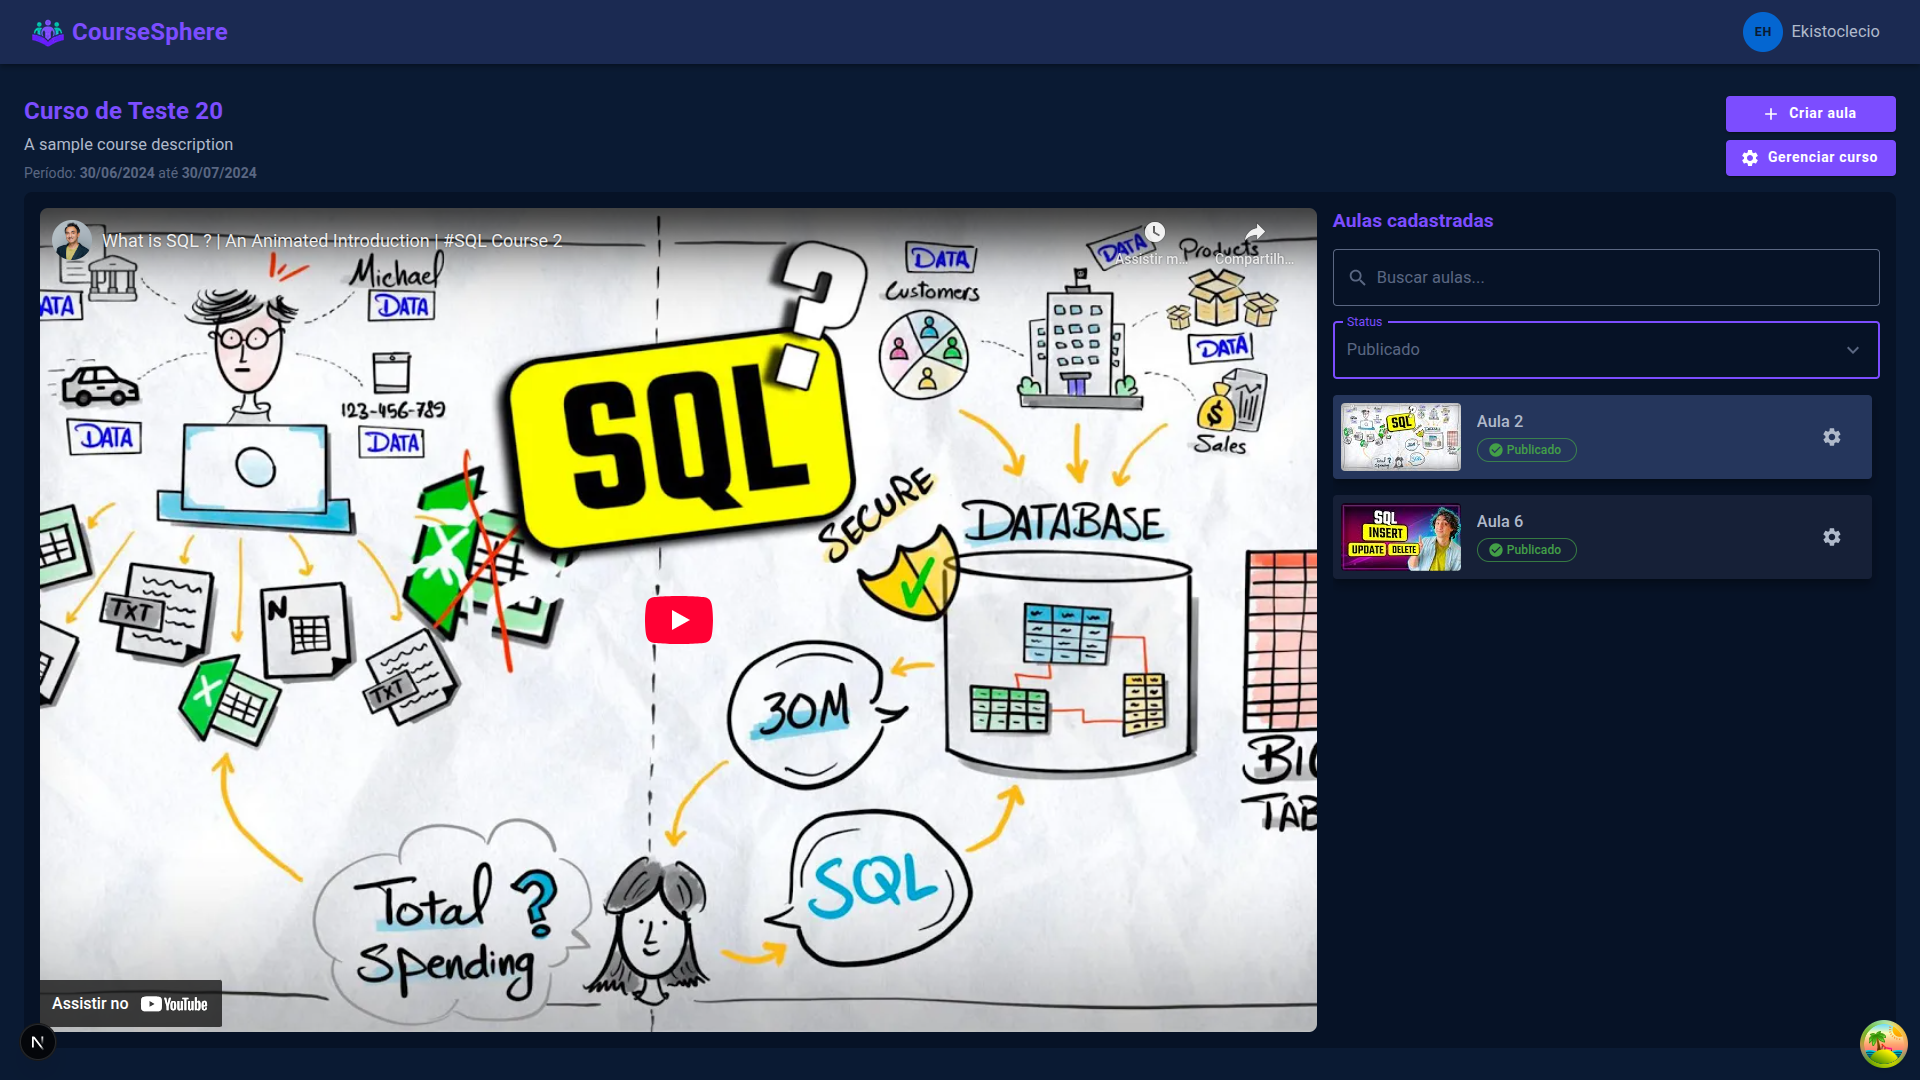 CourseSphere
EH
Ekistoclecio
Curso de Teste 20
A sample course description
Período: 30/06/2024 até 30/07/2024
Criar aula
Gerenciar curso
What is SQL ? | An Animated Introduction | #SQL Course 2
Assistir m...
Compartilh...
Michael
DATA
DATA
123-456-789
DATA
DATA
?
SQL
DATA
Customers
DATA
Products
DATA
$
Sales
SECURE
DATABASE
TXT
N
X
X
TXT
30M
SQL
Total ?
Spending
BIG
TAB
Assistir no YouTube
N
Aulas cadastradas
Buscar aulas...
Status
Publicado
SQL
Aula 2
Publicado
SQL
INSERT
UPDATE DELETE
Aula 6
Publicado